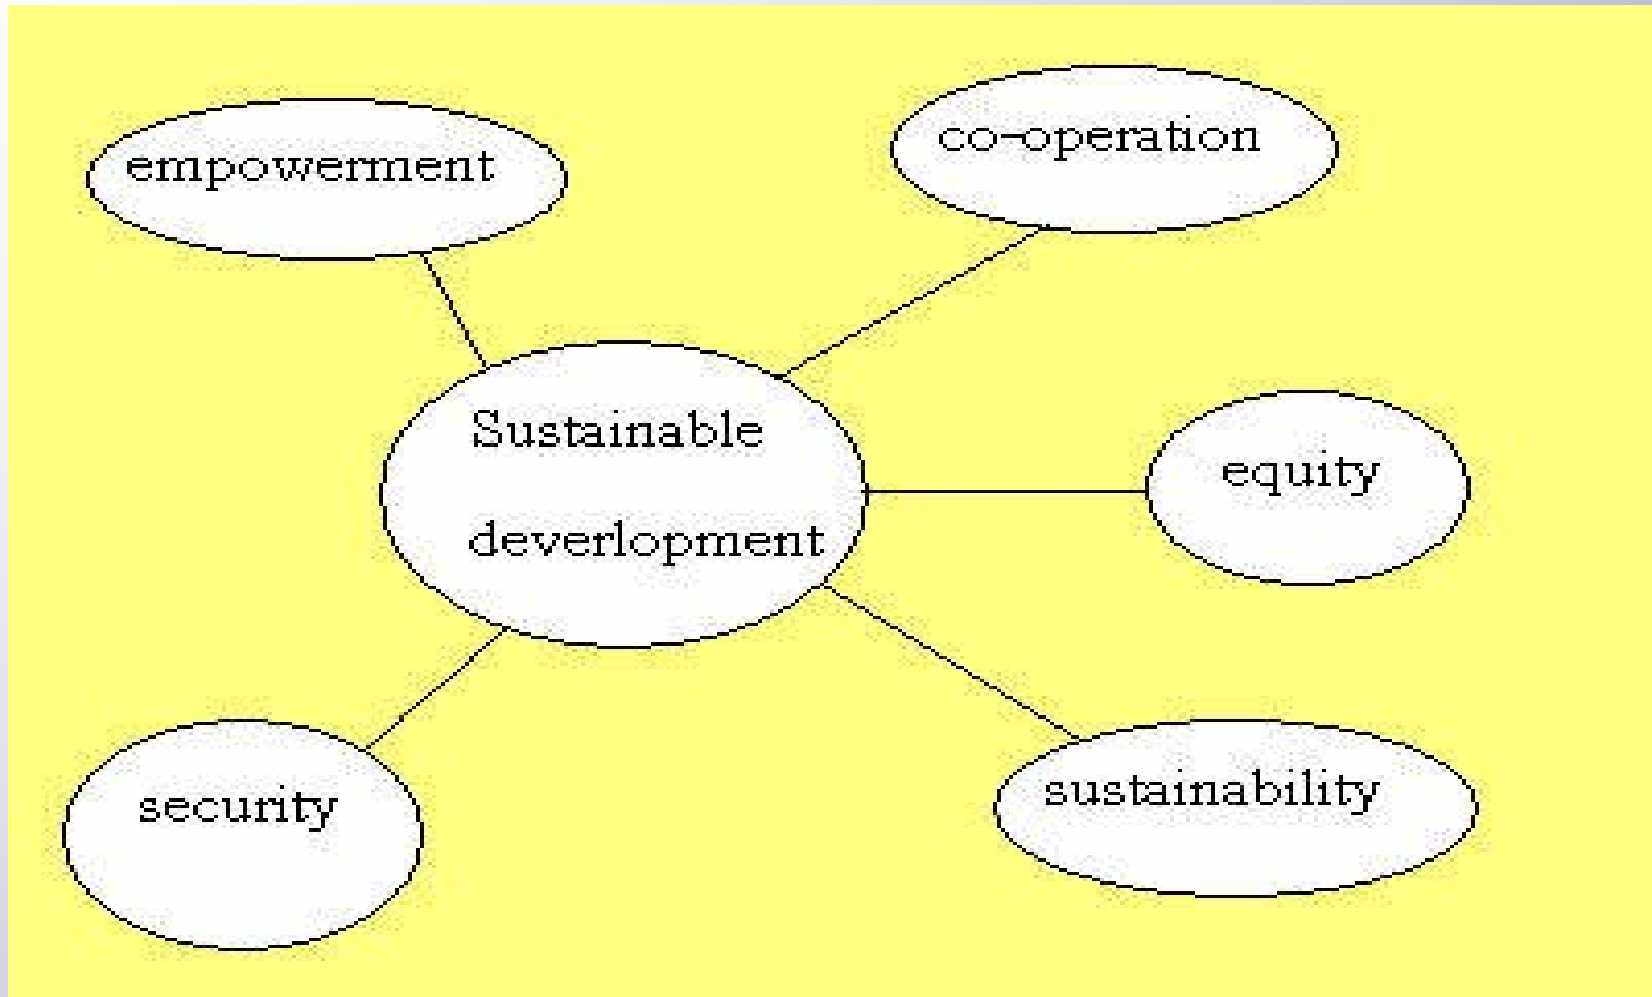 empowerment
co-operation
Sustainable
deverlopment
equity
security
sustainability